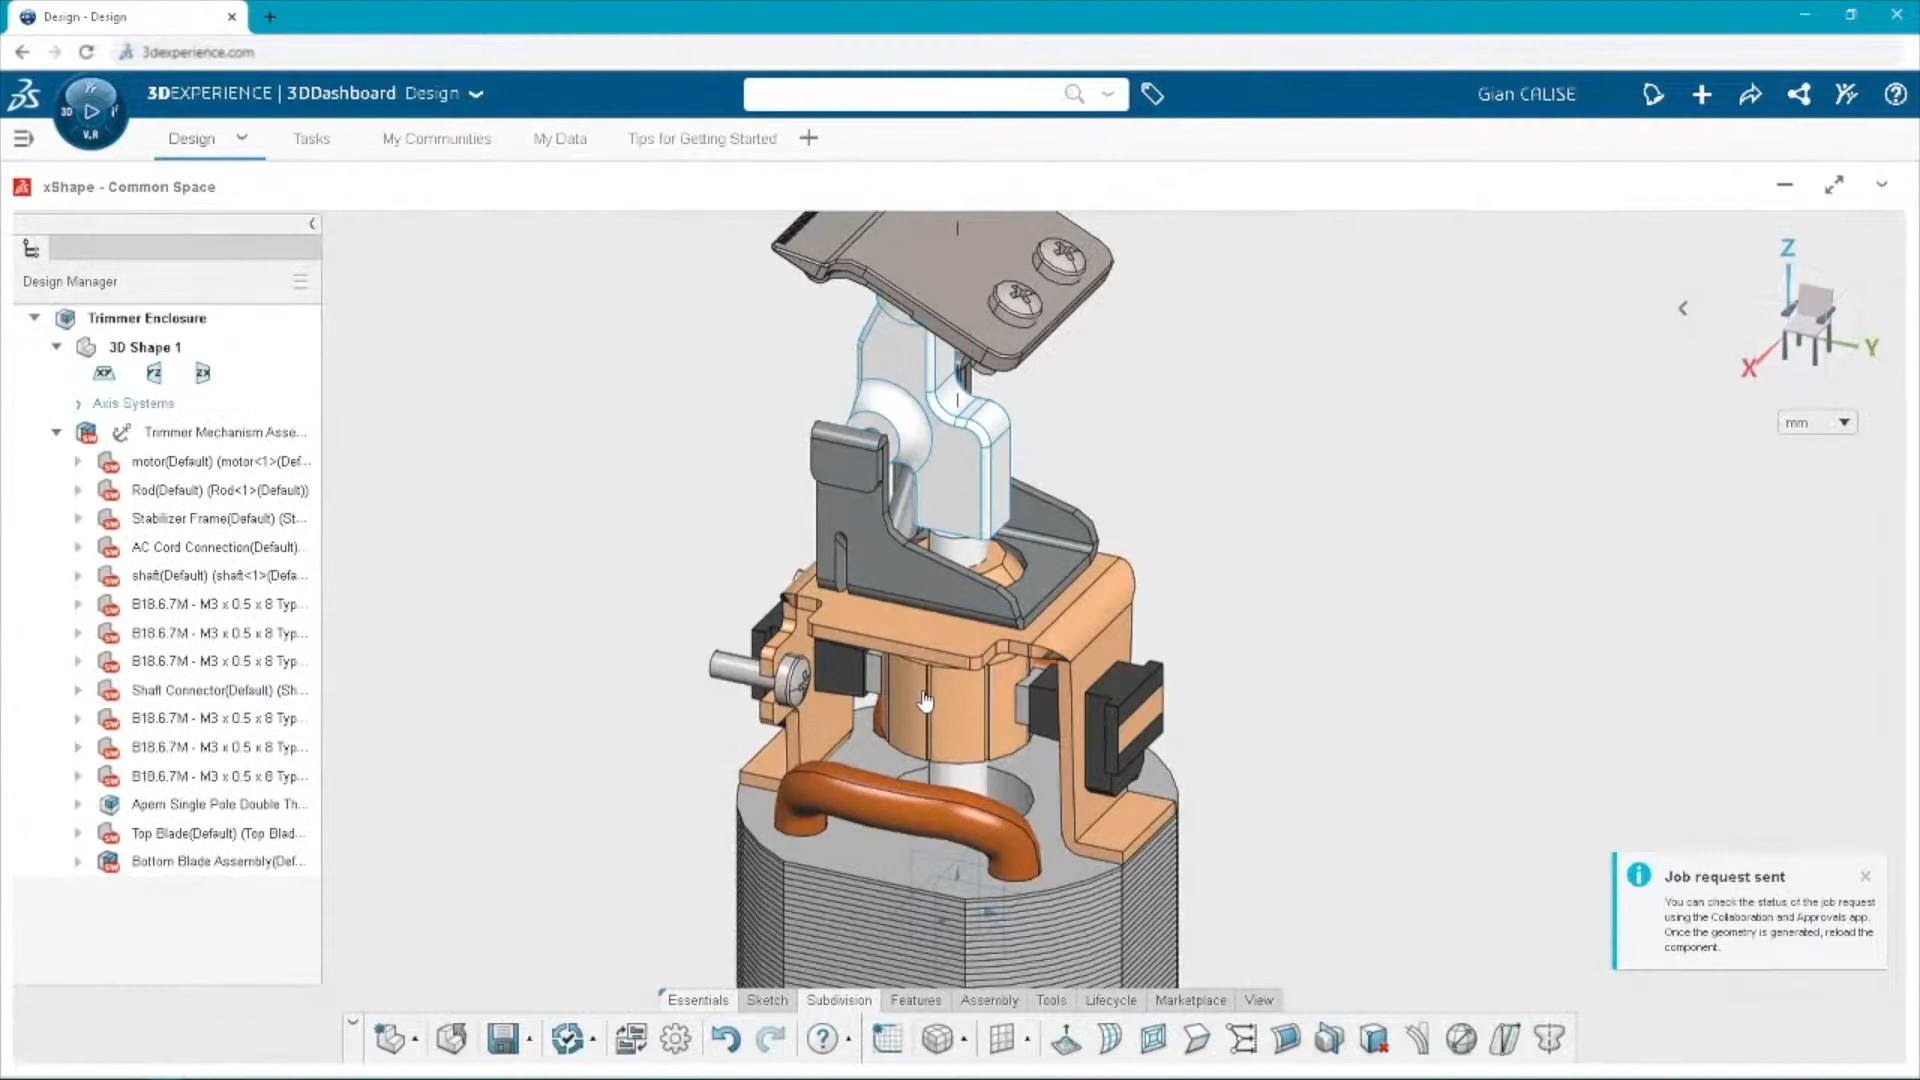 Design - Design
3dexperience.com
3DEXPERIENCE | 3DDashboard Design
Gian CALISE
3D
V.R
Design
Tasks
My Communities
My Data
Tips for Getting Started
xShape - Common Space
Design Manager
Trimmer Enclosure
3D Shape 1
XY
YZ
ZX
Axis Systems
Trimmer Mechanism Asse...
motor(Default) (motor<1>(Def...
Rod(Default) (Rod<1>(Default))
Stabilizer Frame(Default) (St...
AC Cord Connection(Default)...
shaft(Default) (shaft<1>(Defa...
B18.6.7M - M3 x 0.5 x 8 Typ...
B18.6.7M - M3 x 0.5 x 8 Typ...
B18.6.7M - M3 x 0.5 x 8 Typ...
Shaft Connector(Default) (Sh...
B18.6.7M - M3 x 0.5 x 8 Typ...
B18.6.7M - M3 x 0.5 x 8 Typ...
B18.6.7M - M3 x 0.5 x 8 Typ...
Apem Single Pole Double Th...
Top Blade(Default) (Top Blad...
Bottom Blade Assembly(Def...
Z
X
Y
mm
Job request sent
You can check the status of the job request
using the Collaboration and Approvals app.
Once the geometry is generated, reload the
component.
Essentials
Sketch
Subdivision
Features
Assembly
Tools
Lifecycle
Marketplace
View